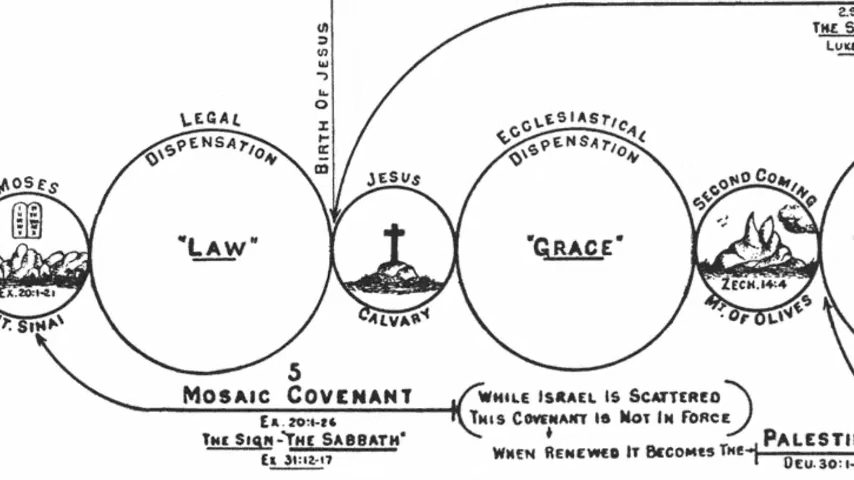 BIRTH OF JESUS
2.S
THE S
LUKE
MOSES
EX. 20:1-21
MT. SINAI
LEGAL
DISPENSATION
"LAW"
JESUS
CALVARY
ECCLESIASTICAL
DISPENSATION
"GRACE"
SECOND COMING
ZECH. 14:4
MT. OF OLIVES
5
MOSAIC COVENANT
EX. 20:1-26
THE SIGN-"THE SABBATH"
EX 31:12-17
WHILE ISRAEL IS SCATTERED
THIS COVENANT IS NOT IN FORCE
WHEN RENEWED IT BECOMES THE
PALESTI
DEU. 30:1-